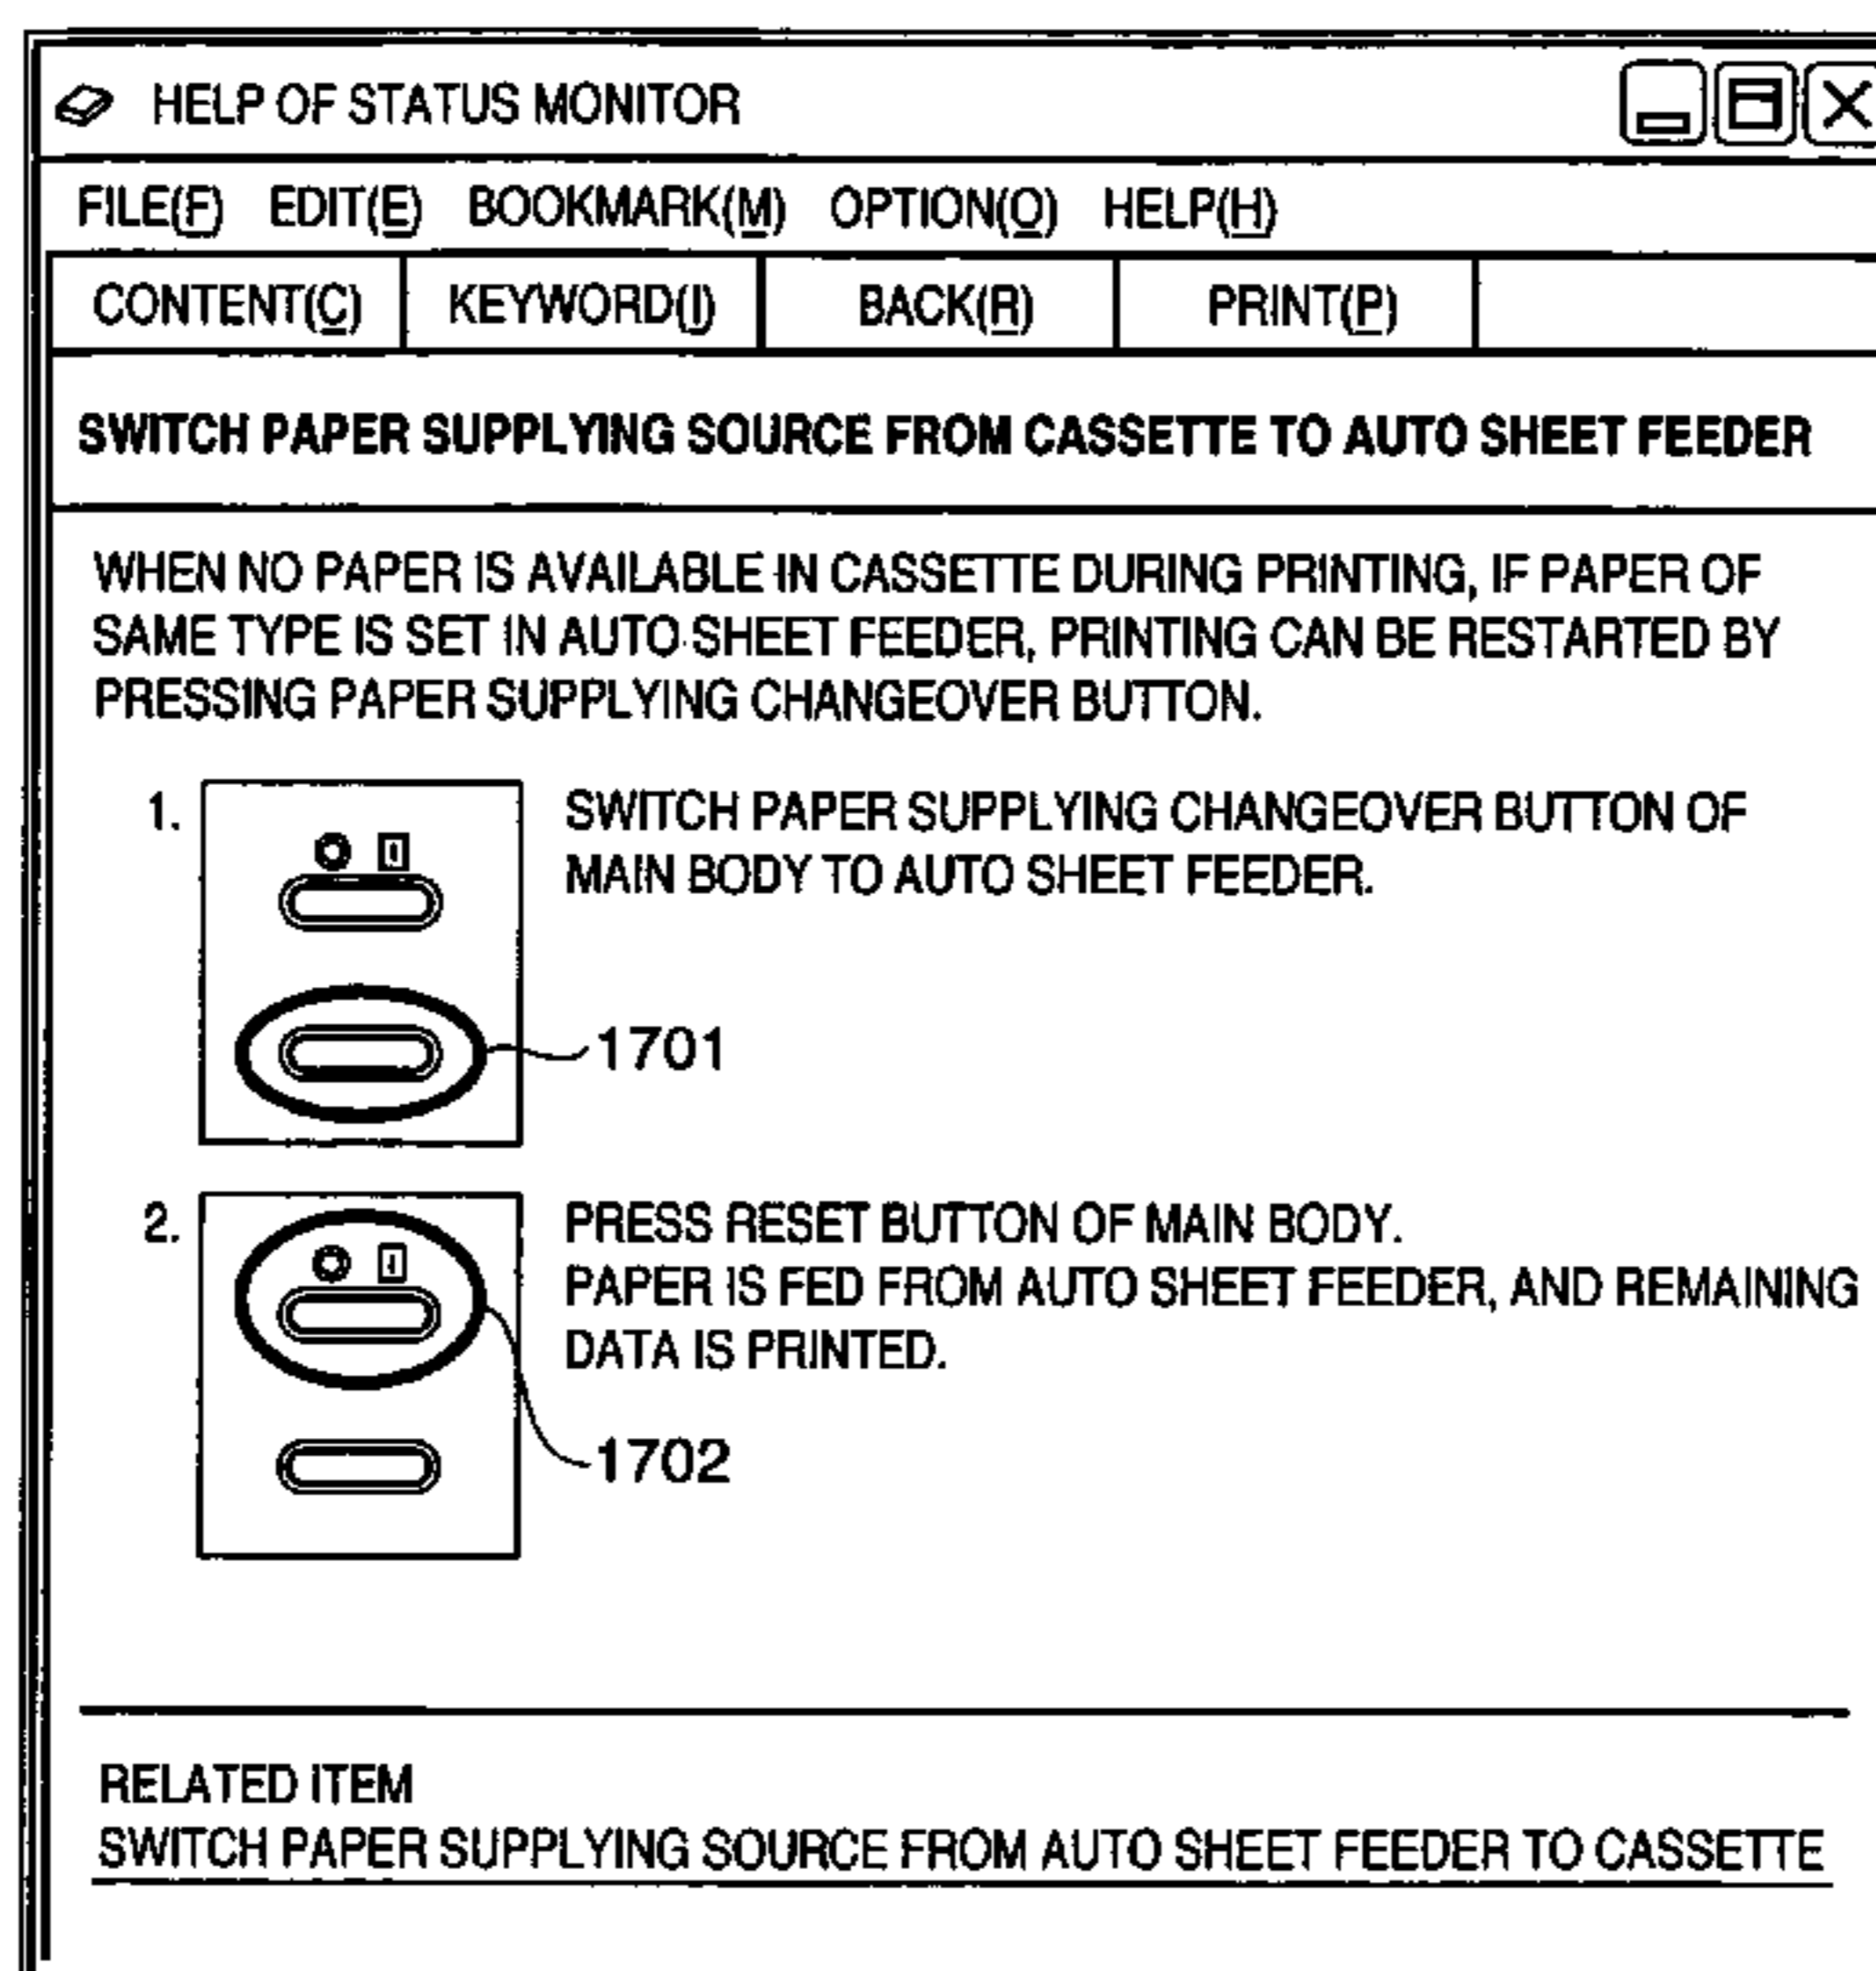 HELP OF STATUS MONITOR
FILE(F) EDIT(E) BOOKMARK(M) OPTION(O) HELP(H)
CONTENT(C) KEYWORD(I) BACK(R) PRINT(P)
SWITCH PAPER SUPPLYING SOURCE FROM CASSETTE TO AUTO SHEET FEEDER
WHEN NO PAPER IS AVAILABLE IN CASSETTE DURING PRINTING, IF PAPER OF
SAME TYPE IS SET IN AUTO SHEET FEEDER, PRINTING CAN BE RESTARTED BY
PRESSING PAPER SUPPLYING CHANGEOVER BUTTON.
1. SWITCH PAPER SUPPLYING CHANGEOVER BUTTON OF
MAIN BODY TO AUTO SHEET FEEDER.
1701
2. PRESS RESET BUTTON OF MAIN BODY.
PAPER IS FED FROM AUTO SHEET FEEDER, AND REMAINING
DATA IS PRINTED.
1702
RELATED ITEM
SWITCH PAPER SUPPLYING SOURCE FROM AUTO SHEET FEEDER TO CASSETTE